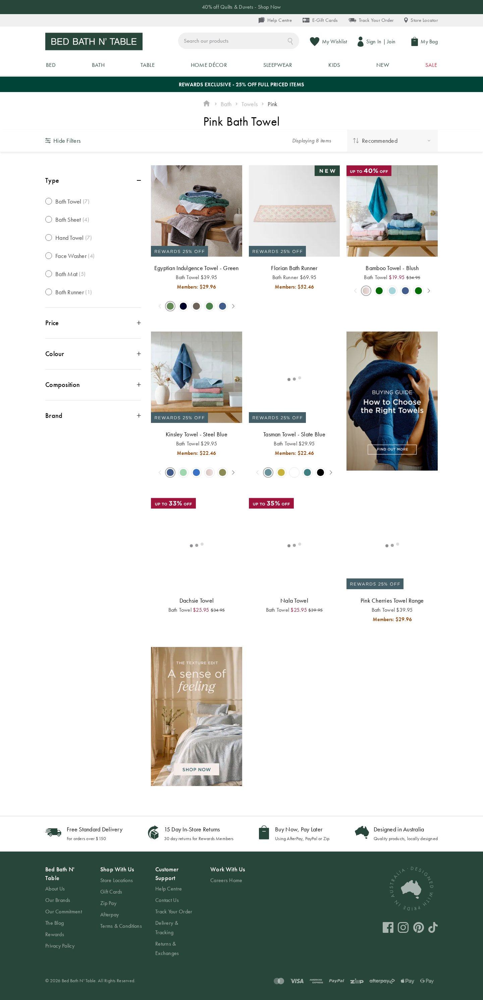 40% off Quilts & Duvets - Shop Now
Help Centre
E-Gift Cards
Track Your Order
Store Locator
BED BATH N' TABLE
Search our products
My Wishlist
Sign In | Join
My Bag
BED
BATH
TABLE
HOME DÉCOR
SLEEPWEAR
KIDS
NEW
SALE
REWARDS EXCLUSIVE - 25% OFF FULL PRICED ITEMS
Bath
Towels
Pink
Pink Bath Towel
Hide Filters
Displaying 8 items
Recommended
Type
Bath Towel (7)
Bath Sheet (4)
Hand Towel (7)
Face Washer (4)
Bath Mat (5)
Bath Runner (1)
Price
Colour
Composition
Brand
REWARDS 25% OFF
Egyptian Indulgence Towel - Green
Bath Towel $39.95
Members: $29.96
NEW
REWARDS 25% OFF
Florian Bath Runner
Bath Runner $69.95
Members: $52.46
UP TO 40% OFF
Bamboo Towel - Blush
Bath Towel $19.95 $34.95
REWARDS 25% OFF
Kinsley Towel - Steel Blue
Bath Towel $29.95
Members: $22.46
REWARDS 25% OFF
Tasman Towel - Slate Blue
Bath Towel $29.95
Members: $22.46
BUYING GUIDE
How to Choose
the Right Towels
FIND OUT MORE
UP TO 33% OFF
Dachsie Towel
Bath Towel $25.95 $34.95
UP TO 35% OFF
Nala Towel
Bath Towel $25.95 $39.95
REWARDS 25% OFF
Pink Cherries Towel Range
Bath Towel $39.95
Members: $29.96
THE TEXTURE EDIT
A sense of
feeling
SHOP NOW
Free Standard Delivery
For orders over $150
15 Day In-Store Returns
30 day returns for Rewards Members
Buy Now, Pay Later
Using AfterPay, PayPal or Zip
Designed in Australia
Quality products, locally designed
Bed Bath N'
Table
About Us
Our Brands
Our Commitment
The Blog
Rewards
Privacy Policy
Shop With Us
Store Locations
Gift Cards
Zip Pay
Afterpay
Terms & Conditions
Customer
Support
Help Centre
Contact Us
Track Your Order
Delivery &
Tracking
Returns &
Exchanges
Work With Us
Careers Home
DESIGNED WITH PRIDE IN AUSTRALIA
© 2026 Bed Bath N' Table. All Rights Reserved.
VISA
AMERICAN
EXPRESS
PayPal
zip
afterpay
Pay
G Pay